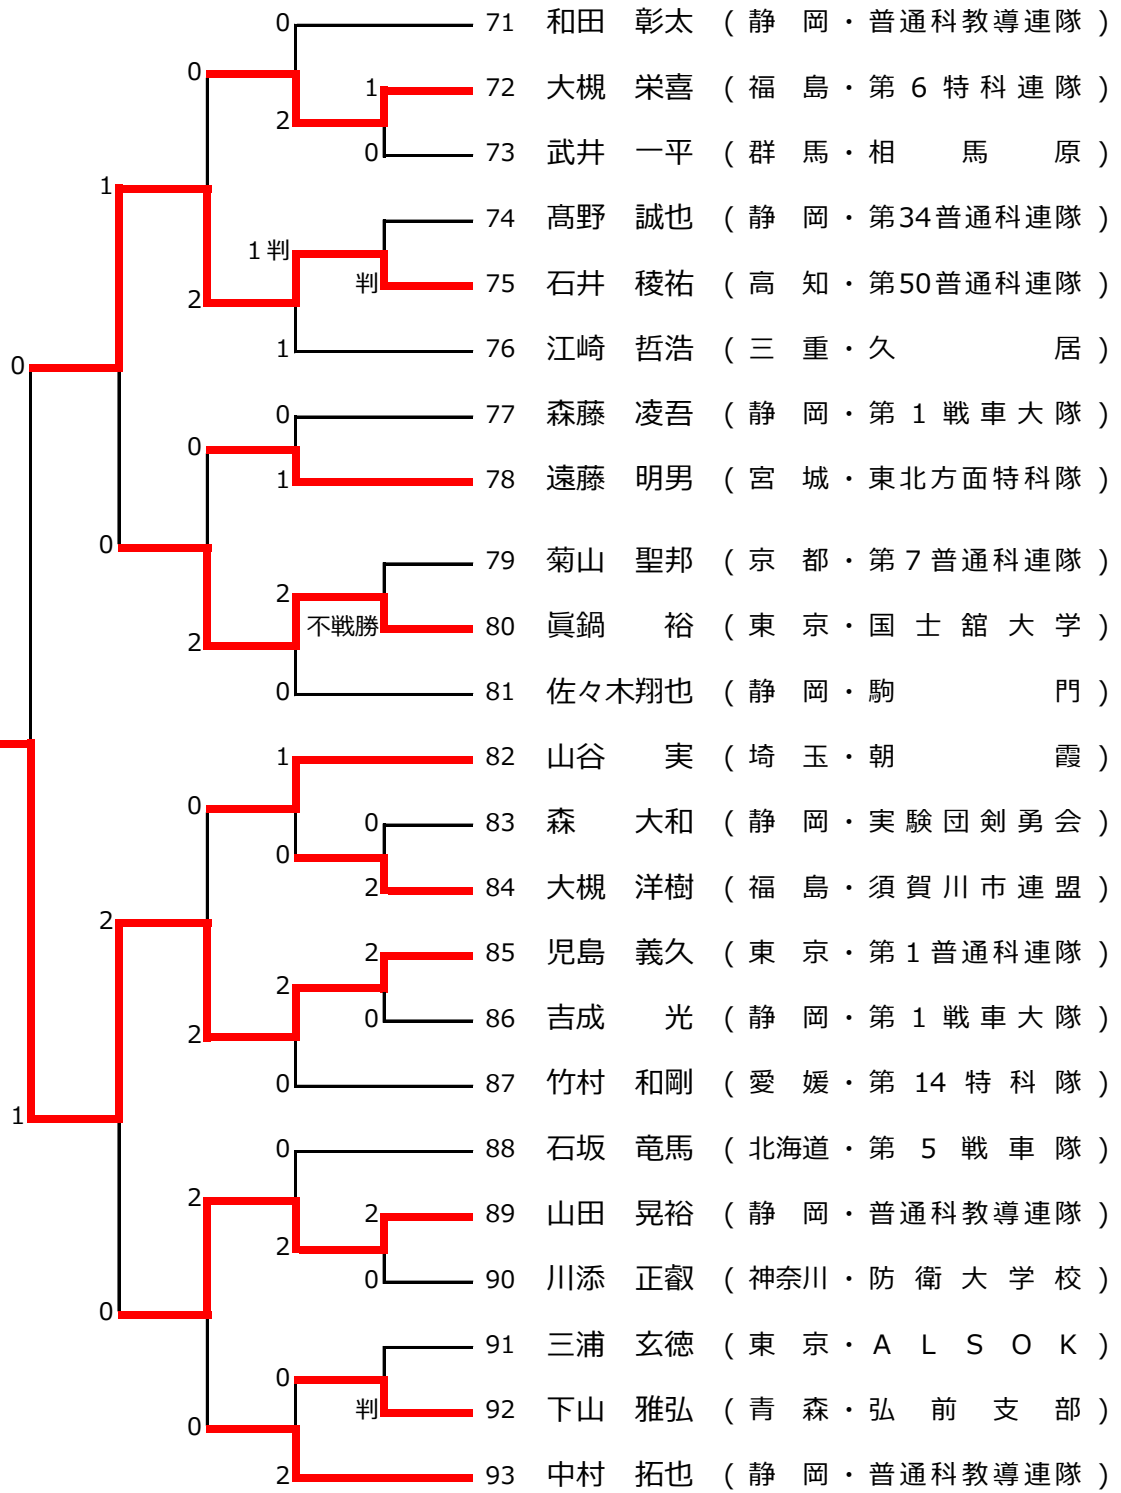 0 71 和田 彰太 (静 岡・普通科教導連隊)
0
1 72 大槻 栄喜 (福 島・第6特科連隊)
2
0 73 武井 一平 (群馬・相 馬 原)
1
74 髙野 誠也 (静 岡・第34普通科連隊)
1判
判 75 石井 稜祐 (高 知・第50普通科連隊)
2
1 76 江崎 哲浩 (三 重・久 居)
0
0 77 森藤 凌吾 (静 岡・第1戦車大隊)
0
1 78 遠藤 明男 (宮 城・東北方面特科隊)
0
79 菊山 聖邦 (京 都・第7普通科連隊)
2
不戦勝 80 眞鍋 裕 (東 京・国士舘大学)
2
0 81 佐々木翔也 (静 岡・駒 門)
1 82 山谷 実 (埼 玉・朝 霞)
0
0 83 森 大和 (静 岡・実験団剣勇会)
0
2 84 大槻 洋樹 (福 島・須賀川市連盟)
2
2 85 児島 義久 (東 京・第1普通科連隊)
2
0 86 吉成 光 (静 岡・第1戦車大隊)
2
0 87 竹村 和剛 (愛 媛・第14特科隊)
1
0 88 石坂 竜馬 (北海道・第5戦車隊)
2
2 89 山田 晃裕 (静 岡・普通科教導連隊)
2
0 90 川添 正叡 (神奈川・防衛大学校)
0
91 三浦 玄徳 (東 京・ALSOK)
0
判 92 下山 雅弘 (青 森・弘前支部)
0
2 93 中村 拓也 (静 岡・普通科教導連隊)